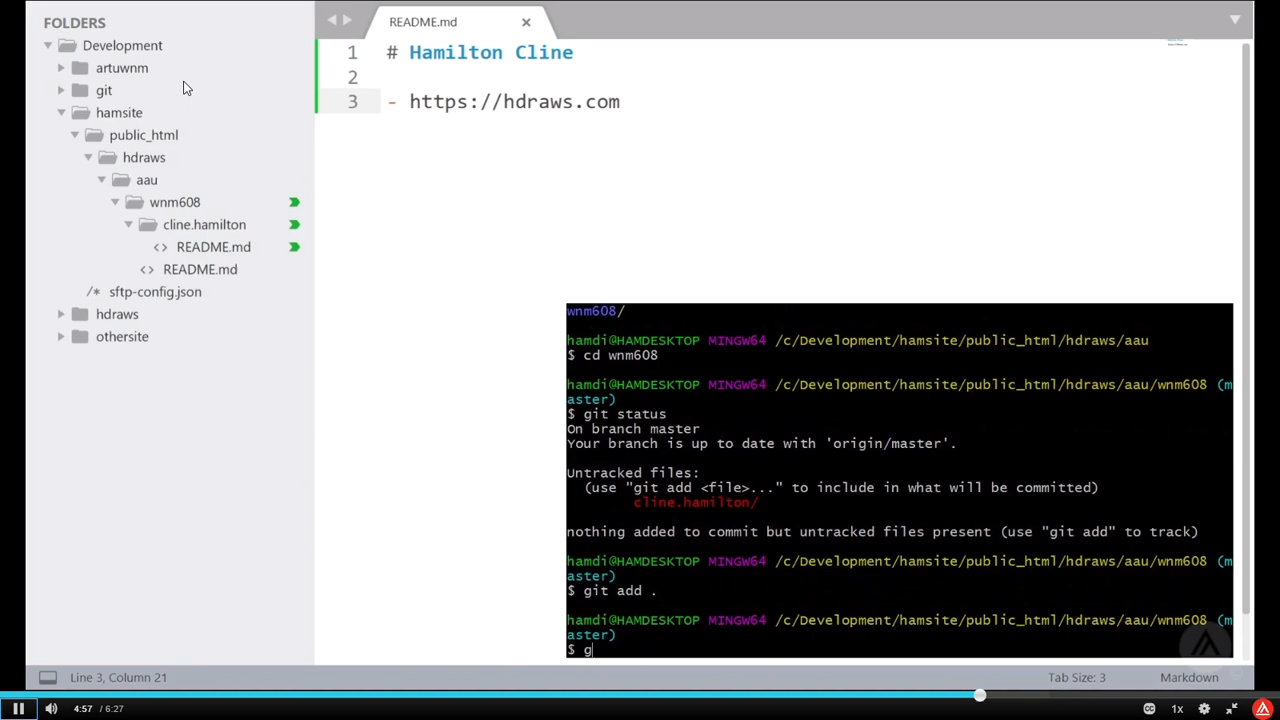 FOLDERS
Development
artuwnm
git
hamsite
public_html
hdraws
aau
wnm608
cline.hamilton
<> README.md
<> README.md
/* sftp-config.json
hdraws
othersite
README.md ×
1 # Hamilton Cline
2
3 - https://hdraws.com
wnm608/
hamdi@HAMDESKTOP MINGW64 /c/Development/hamsite/public_html/hdraws/aau
$ cd wnm608
hamdi@HAMDESKTOP MINGW64 /c/Development/hamsite/public_html/hdraws/aau/wnm608 (m
aster)
$ git status
On branch master
Your branch is up to date with 'origin/master'.
Untracked files:
(use "git add <file>..." to include in what will be committed)
cline.hamilton/
nothing added to commit but untracked files present (use "git add" to track)
hamdi@HAMDESKTOP MINGW64 /c/Development/hamsite/public_html/hdraws/aau/wnm608 (m
aster)
$ git add .
hamdi@HAMDESKTOP MINGW64 /c/Development/hamsite/public_html/hdraws/aau/wnm608 (m
aster)
$ g
Line 3, Column 21
Tab Size: 3
Markdown
4:57 / 6:27
CC
1x